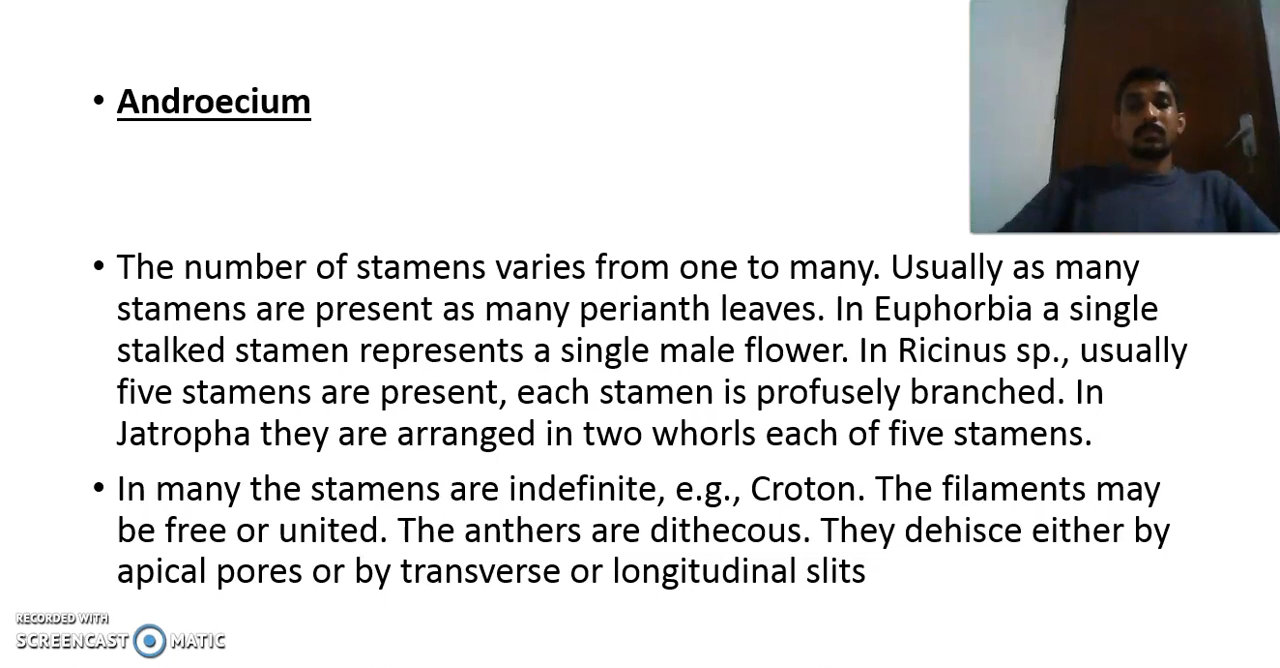 • Androecium
• The number of stamens varies from one to many. Usually as many
stamens are present as many perianth leaves. In Euphorbia a single
stalked stamen represents a single male flower. In Ricinus sp., usually
five stamens are present, each stamen is profusely branched. In
Jatropha they are arranged in two whorls each of five stamens.
• In many the stamens are indefinite, e.g., Croton. The filaments may
be free or united. The anthers are dithecous. They dehisce either by
apical pores or by transverse or longitudinal slits
RECORDED WITH
SCREENCAST MATIC